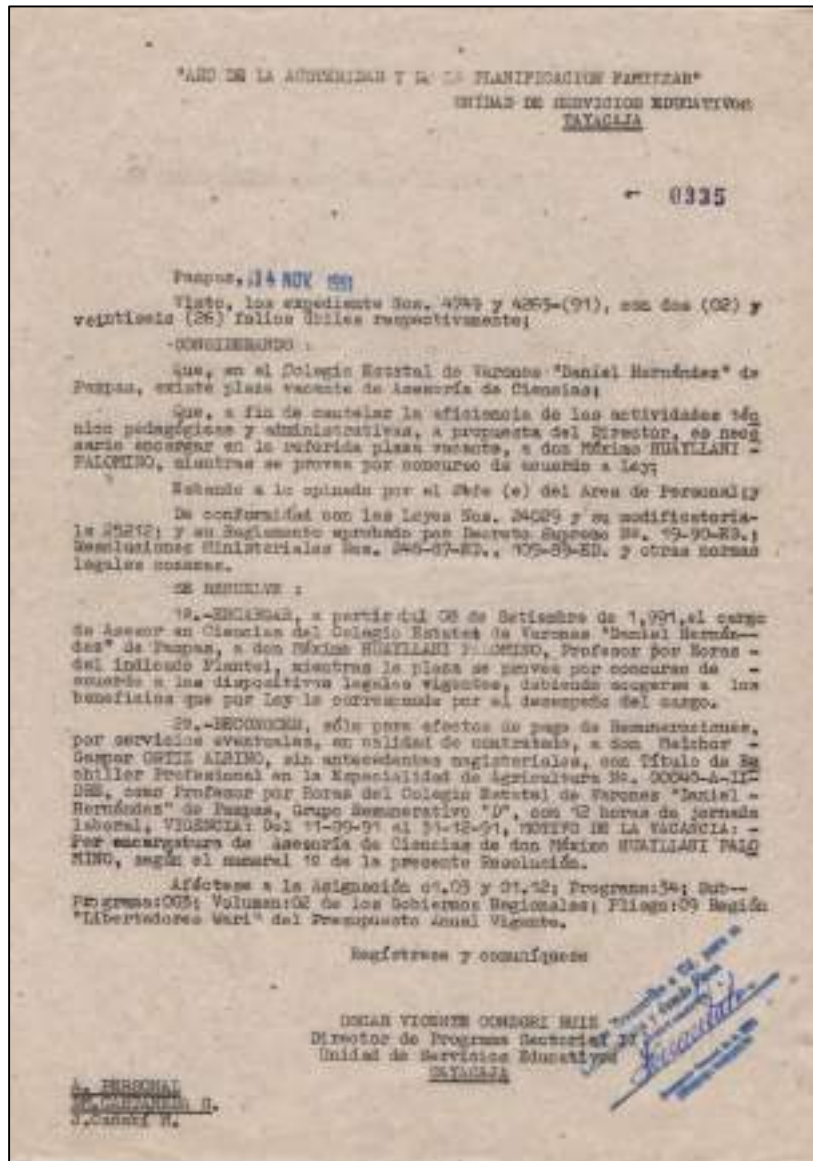 "AÑO DE LA AUSTERIDAD Y DE LA PLANIFICACION FAMILIAR"
UNIDAD DE SERVICIOS EDUCATIVOS
TAYACAJA
0335
Pampas, 14 NOV 1991
Visto, los expediente Nos. 4749 y 4265-(91), con dos (02) y
veintiseis (26) folios útiles respectivamente;
-CONSIDERANDO :
Que, en el Colegio Estatal de Varones "Daniel Hernández" de
Pampas, existe plaza vacante de Asesoría de Ciencias;
Que, a fin de cautelar la eficiencia de los actividades téc
nico pedagógicas y administrativas, a propuesta del Director, es nece
sario encargar en la referida plaza vacante, a don Máximo HUAYLLANI -
PALOMINO, mientras se provea por concurso de acuerdo a Ley;
Estando a lo opinado por el Jefe (e) del Area de Personal;y
De conformidad con las Leyes Nos. 24029 y su modificatoria-
la 25212; y su Reglamento aprobado por Decreto Supremo No. 19-90-ED.;
Resoluciones Ministeriales Nos. 246-87-ED., 109-89-ED. y otras normas
legales conexas.
SE RESUELVE :
1º.-ENCARGAR, a partir del 08 de Setiembre de 1,991,el cargo
de Asesor en Ciencias del Colegio Estatal de Varones "Daniel Hernán--
dez" de Pampas, a don Máximo HUAYLLANI PALOMINO, Profesor por Horas -
del indicado Plantel, mientras la plaza se provea por concurso de -
acuerdo a los dispositivos legales vigentes, debiendo acogerse a los
beneficios que por Ley le corresponde por el desempeño del cargo.
2º.-RECONOCER, sólo para efectos de pago de Remuneraciones,
por servicios eventuales, en calidad de contratado, a don Melchor -
Gaspar ORTIZ ALBINO, sin antecedentes magisteriales, con Título de Ba
chiller Profesional en la Especialidad de Agricultura No. 00040-A-II-
DRE, como Profesor por Horas del Colegio Estatal de Varones "Daniel -
Hernández" de Pampas, Grupo Remunerativo "D", con 12 horas de jornada
laboral, VIGENCIA: Del 11-09-91 al 31-12-91, MOTIVO DE LA VACANCIA: -
Por encargatura de Asesoría de Ciencias de don Máximo HUAYLLANI PALO
MINO, según el numeral 1º de la presente Resolución.
Aféctese a la Asignación 01.03 y 01.12; Programa:34; Sub--
Programa:003; Volumen:02 de los Gobiernos Regionales; Pliego:09 Región
"Libertadores Wari" del Presupuesto Anual Vigente.
Regístrese y comuníquese
OSCAR VICENTE CONDORI RUIZ
Director de Programa Sectorial II
Unidad de Servicios Educativos
TAYACAJA
A. PERSONAL